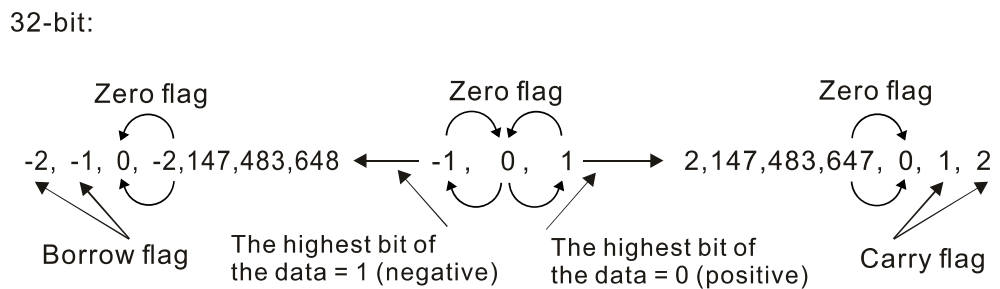 32-bit:
Zero flag
Zero flag
Zero flag
-2, -1, 0, -2,147,483,648
-1, 0, 1
2,147,483,647, 0, 1, 2
Borrow flag
The highest bit of
the data = 1 (negative)
The highest bit of
the data = 0 (positive)
Carry flag